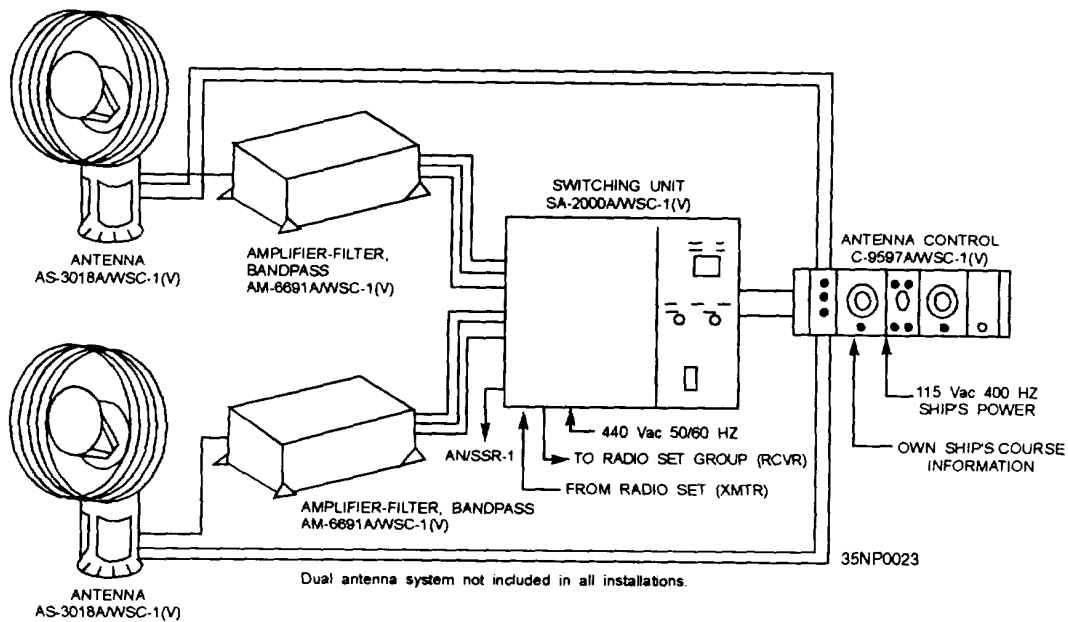 ANTENNA
AS-3018A/WSC-1(V)
AMPLIFIER-FILTER,
BANDPASS
AM-6691A/WSC-1(V)
SWITCHING UNIT
SA-2000A/WSC-1(V)
ANTENNA CONTROL
C-9597A/WSC-1(V)
115 Vac 400 HZ
SHIP'S POWER
OWN SHIP'S COURSE
INFORMATION
440 Vac 50/60 HZ
AN/SSR-1
TO RADIO SET GROUP (RCVR)
FROM RADIO SET (XMTR)
AMPLIFIER-FILTER, BANDPASS
AM-6691A/WSC-1(V)
35NP0023
Dual antenna system not included in all installations.
ANTENNA
AS-3018A/WSC-1(V)